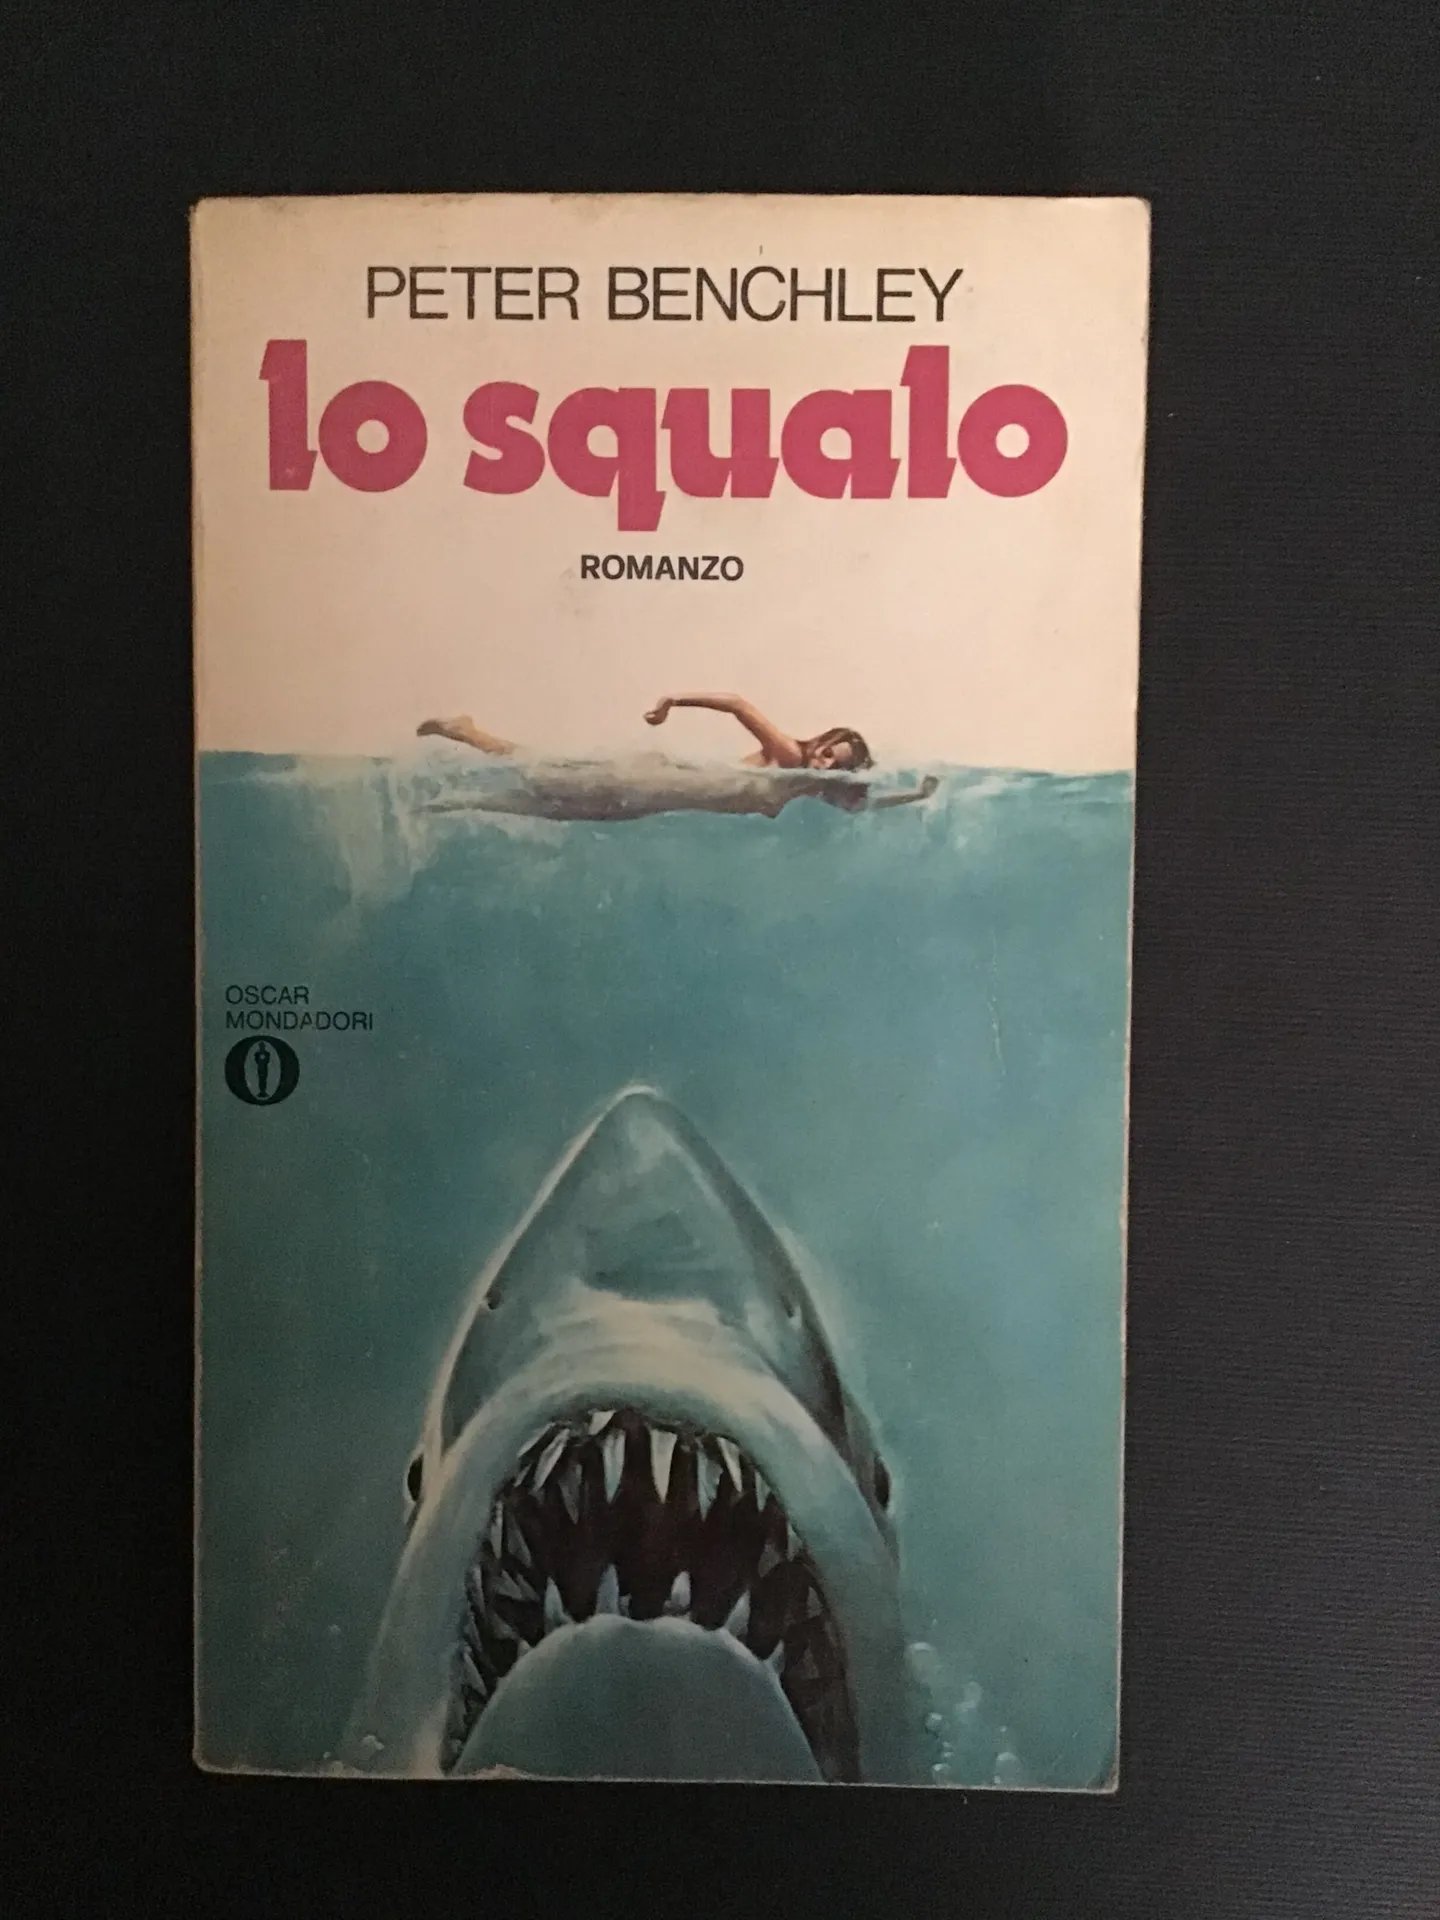 PETER BENCHLEY
lo squalo
ROMANZO
OSCAR
MONDADORI